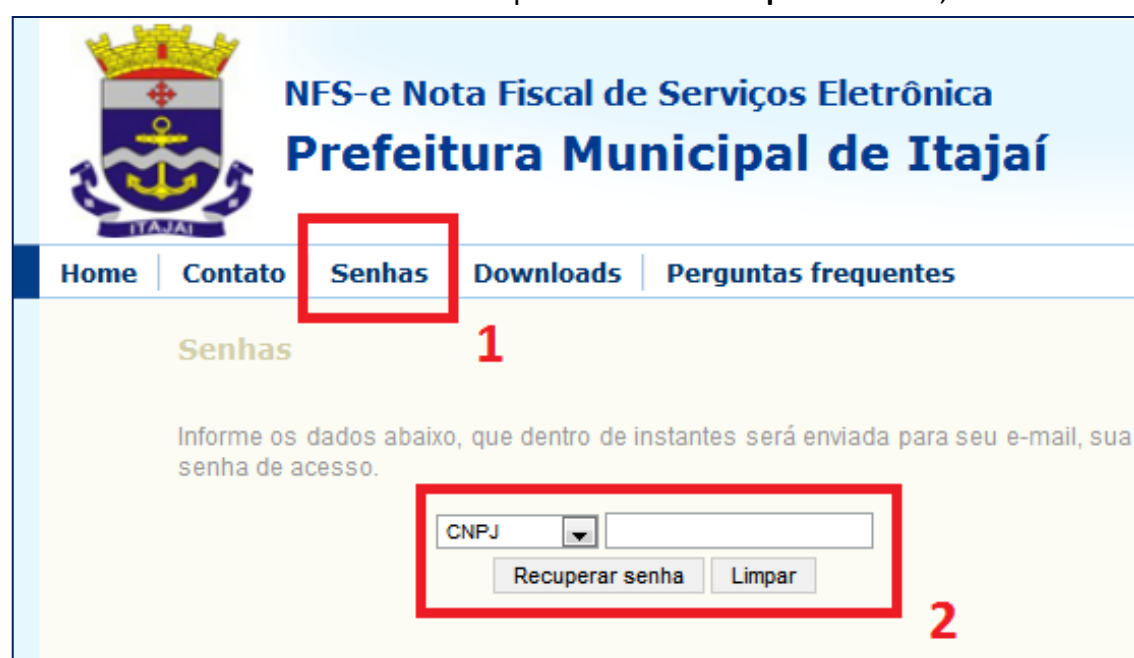 NFS-e Nota Fiscal de Serviços Eletrônica
Prefeitura Municipal de Itajaí
ITAJAI
Home Contato Senhas Downloads Perguntas frequentes
1
Senhas
Informe os dados abaixo, que dentro de instantes será enviada para seu e-mail, sua
senha de acesso.
CNPJ
Recuperar senha Limpar
2